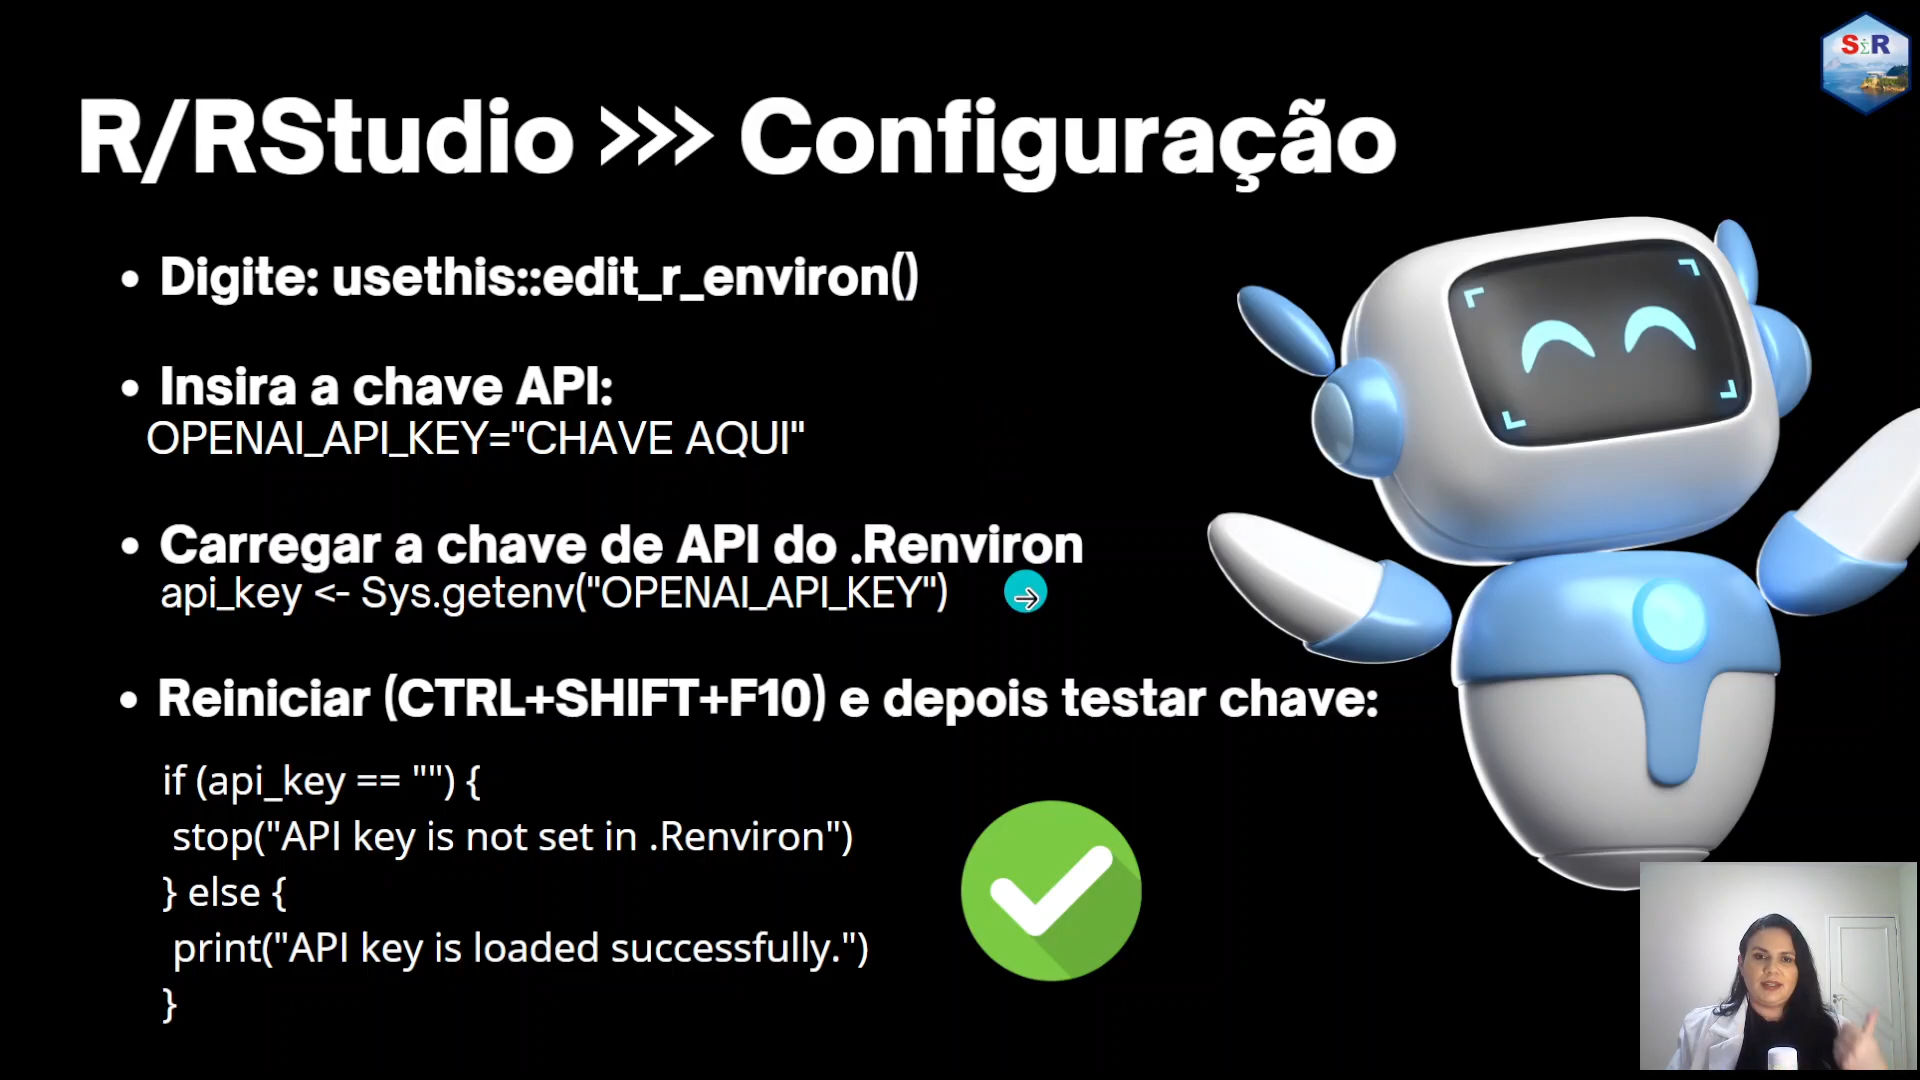 SΣR
R/RStudio >>> Configuração
• Digite: usethis::edit_r_environ()
• Insira a chave API:
OPENAI_API_KEY="CHAVE AQUI"
• Carregar a chave de API do .Renviron
api_key <- Sys.getenv("OPENAI_API_KEY")
• Reiniciar (CTRL+SHIFT+F10) e depois testar chave:
if (api_key == "") {
stop("API key is not set in .Renviron")
} else {
print("API key is loaded successfully.")
}